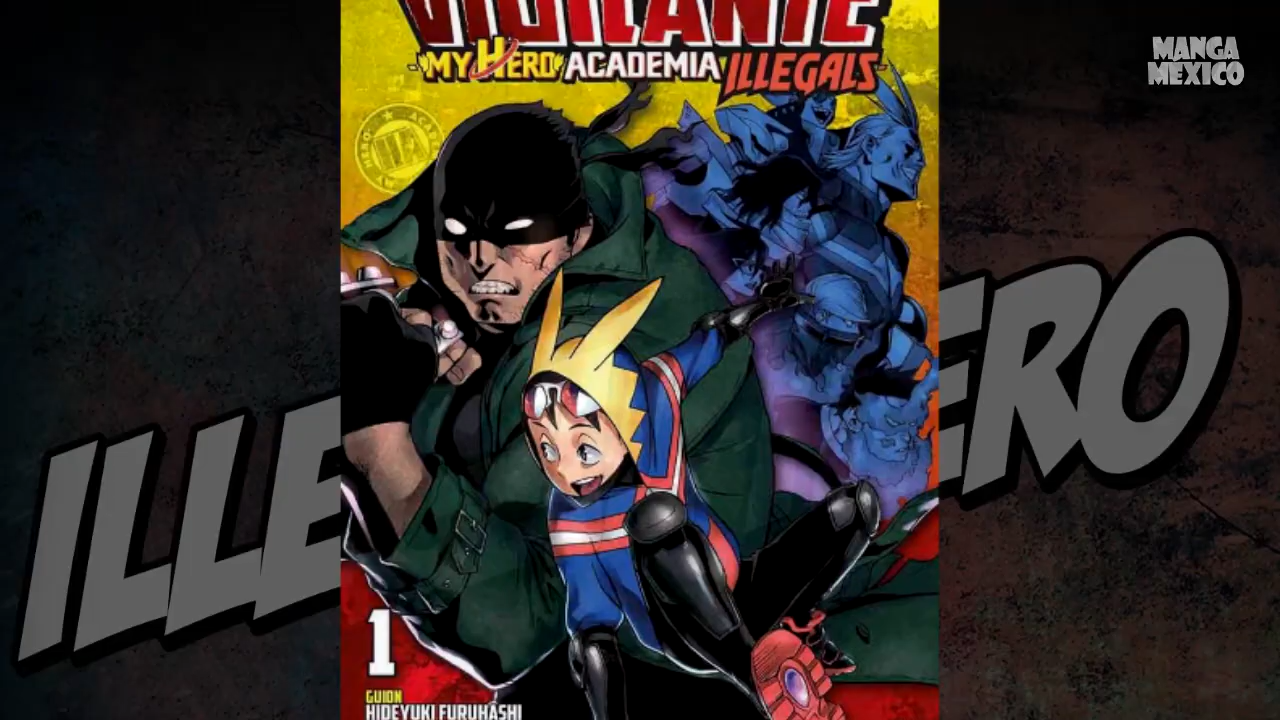 VIGILANTE
MY HERO ACADEMIA ILLEGALS
MANGA
MEXICO
ILLE
ERO
1
GUION
HIDEYUKI FURUHASHI